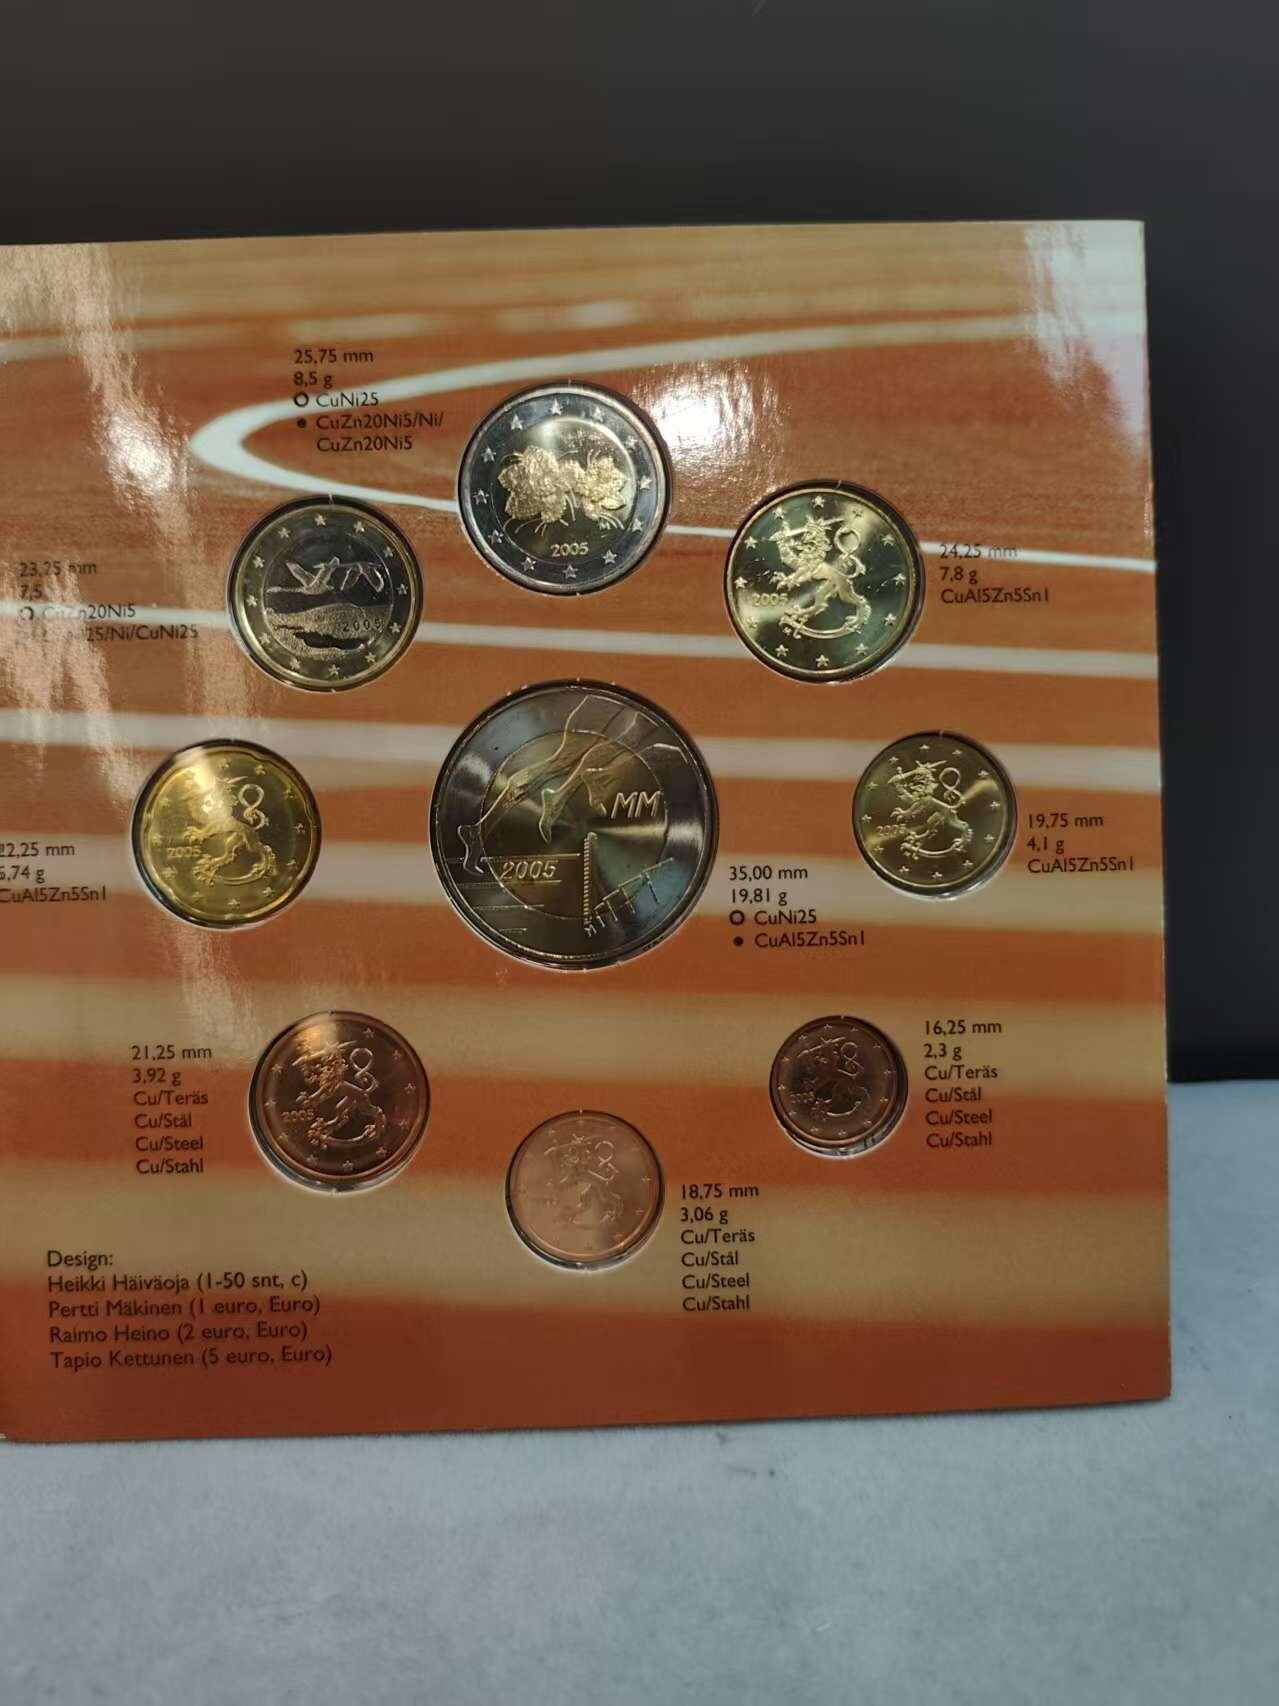 25,75 mm
8,5 g
CuNi25
CuZn20Ni5/Ni/
CuZn20Ni5
2005
24,25 mm
7,8 g
CuAl5Zn5Sn1
2005
23,25 mm
7,5
CuZn20Ni5
/Ni/CuNi25
2005
2005
22,25 mm
5,74 g
CuAl5Zn5Sn1
MM
2005
2005
19,75 mm
4,1 g
CuAl5Zn5Sn1
35,00 mm
19,81 g
CuNi25
CuAl5Zn5Sn1
21,25 mm
3,92 g
Cu/Teräs
Cu/Stål
Cu/Steel
Cu/Stahl
2005
2005
16,25 mm
2,3 g
Cu/Teräs
Cu/Stål
Cu/Steel
Cu/Stahl
18,75 mm
3,06 g
Cu/Teräs
Cu/Stål
Cu/Steel
Cu/Stahl
Design:
Heikki Häiväoja (1-50 snt, c)
Pertti Mäkinen (1 euro, Euro)
Raimo Heino (2 euro, Euro)
Tapio Kettunen (5 euro, Euro)